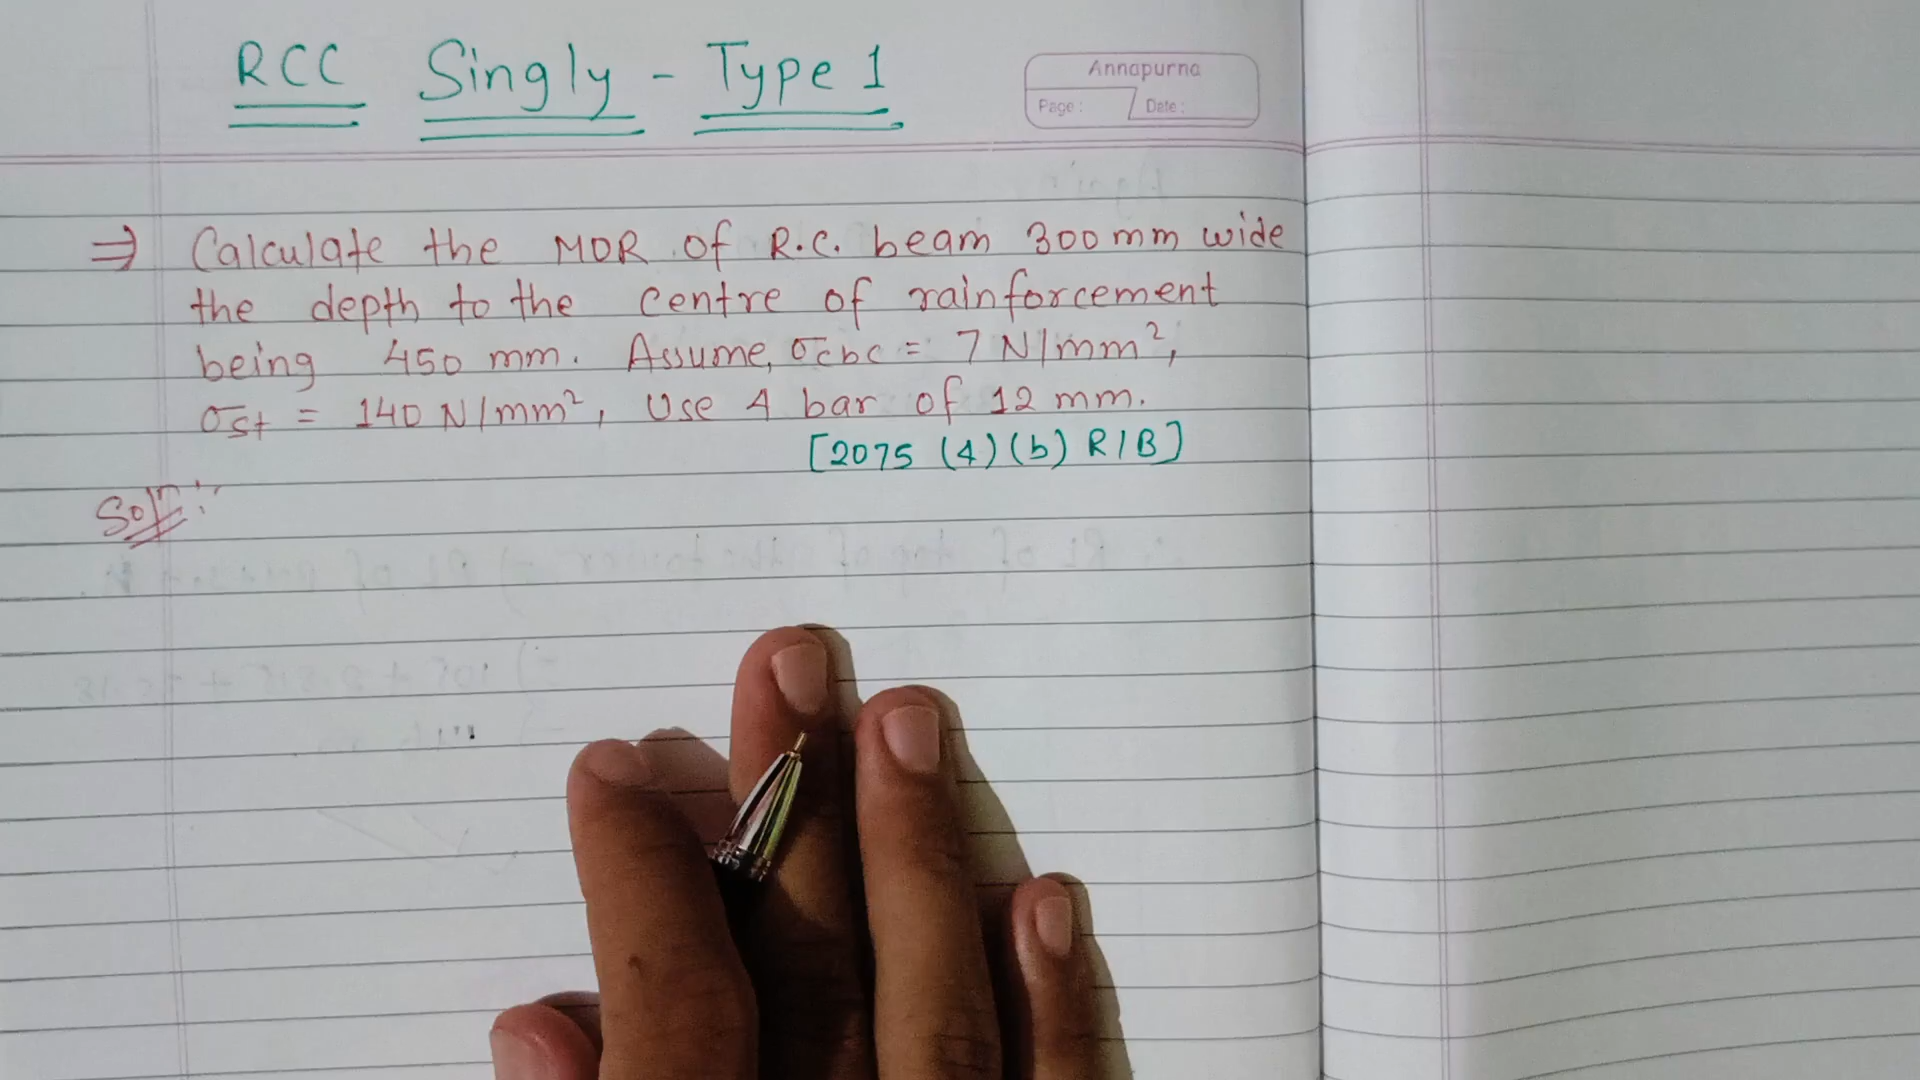 RCC Singly - Type 1
Annapurna
Page : Date :
⇒ Calculate the MOR of R.C. beam 300 mm wide
the depth to the centre of rainforcement
being 450 mm. Assume, σcbc = 7 N/mm²,
σst = 140 N/mm², Use 4 bar of 12 mm.
[2075 (4)(b) R/B]
Solⁿ: